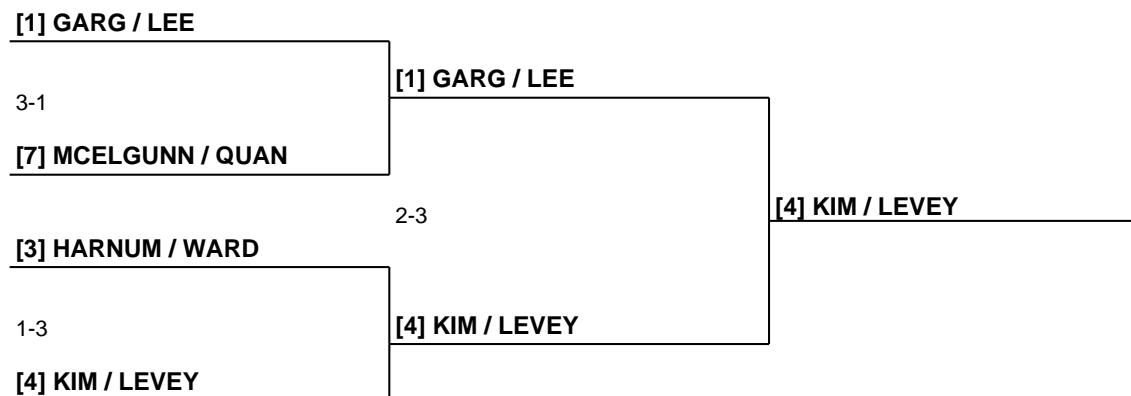 [1] GARG / LEE
[1] GARG / LEE
3-1
[7] MCELGUNN / QUAN
[4] KIM / LEVEY
2-3
[3] HARNUM / WARD
[4] KIM / LEVEY
1-3
[4] KIM / LEVEY